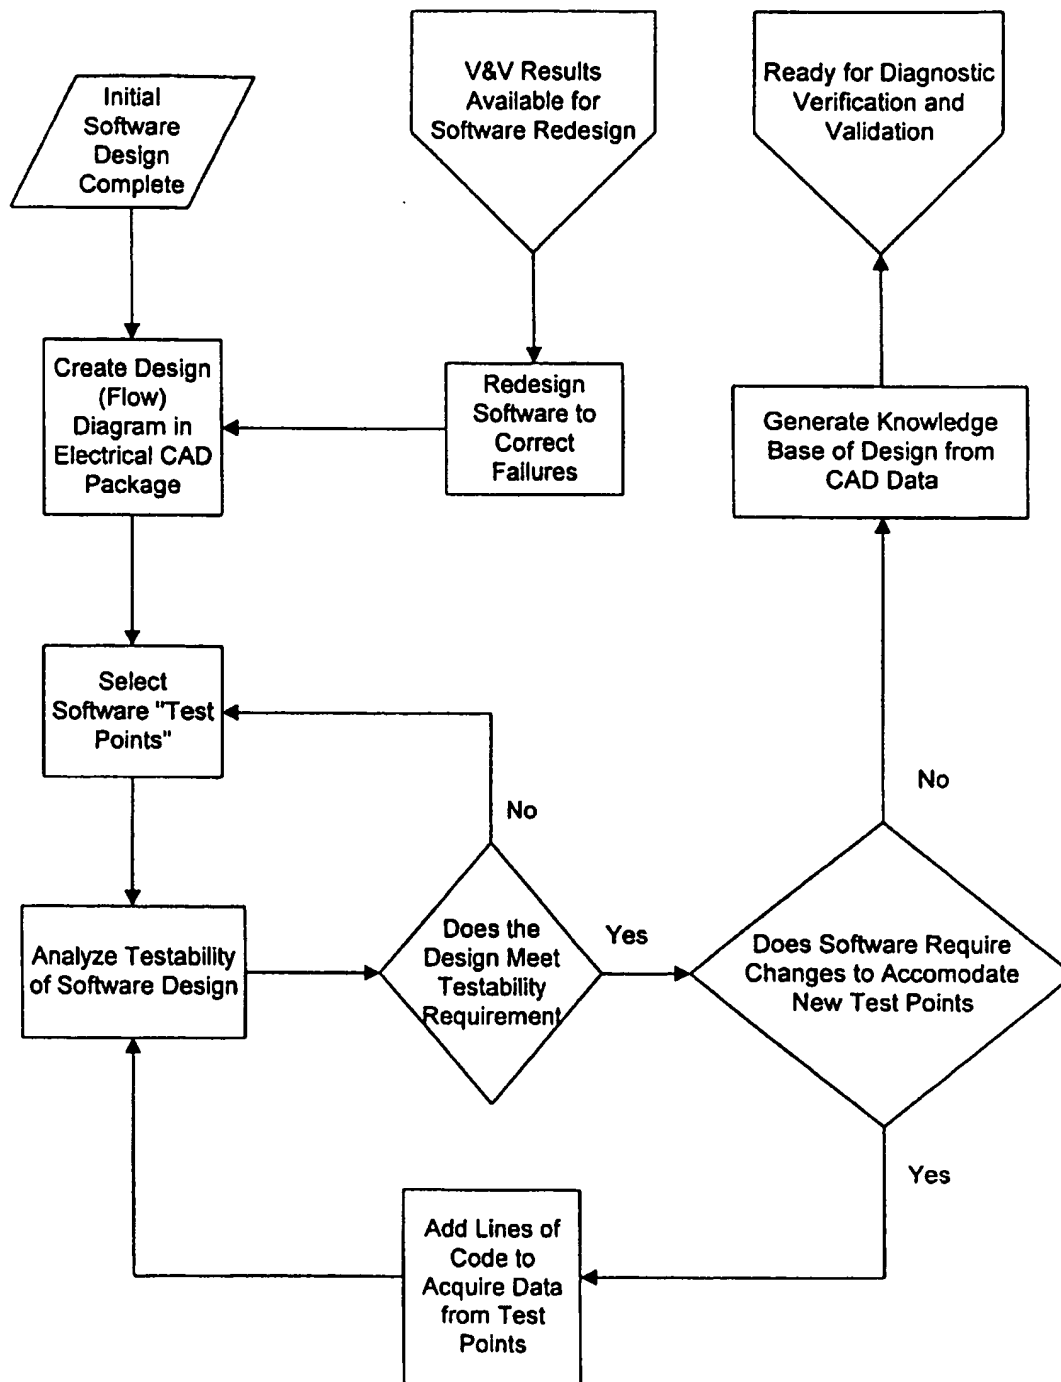 Initial
Software
Design
Complete
V&V Results
Available for
Software Redesign
Ready for Diagnostic
Verification and
Validation
Create Design
(Flow)
Diagram in
Electrical CAD
Package
Redesign
Software to
Correct
Failures
Generate Knowledge
Base of Design from
CAD Data
Select
Software "Test
Points"
No
No
Analyze Testability
of Software Design
Does the
Design Meet
Testability
Requirement
Yes
Does Software Require
Changes to Accomodate
New Test Points
Yes
Add Lines of
Code to
Acquire Data
from Test
Points